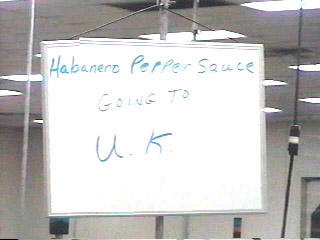 Habanero Pepper Sauce
GOING TO
U. K.